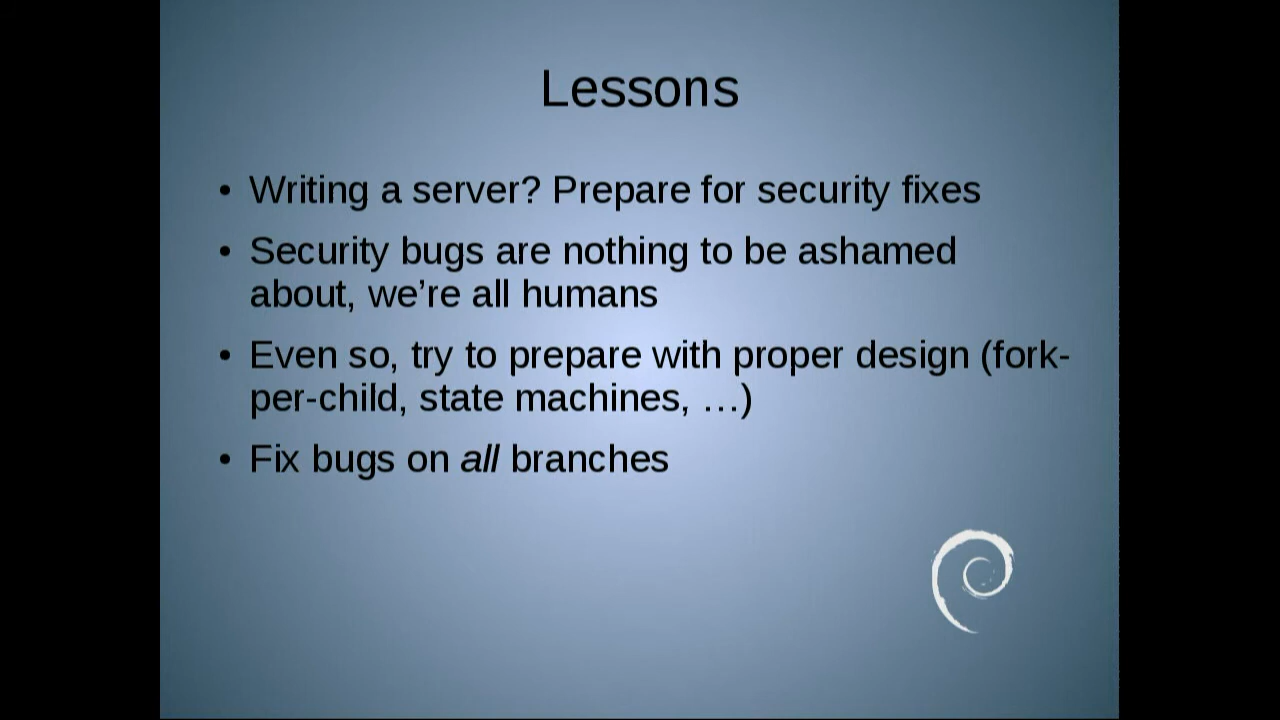 Lessons
• Writing a server? Prepare for security fixes
• Security bugs are nothing to be ashamed
about, we’re all humans
• Even so, try to prepare with proper design (fork-
per-child, state machines, …)
• Fix bugs on all branches